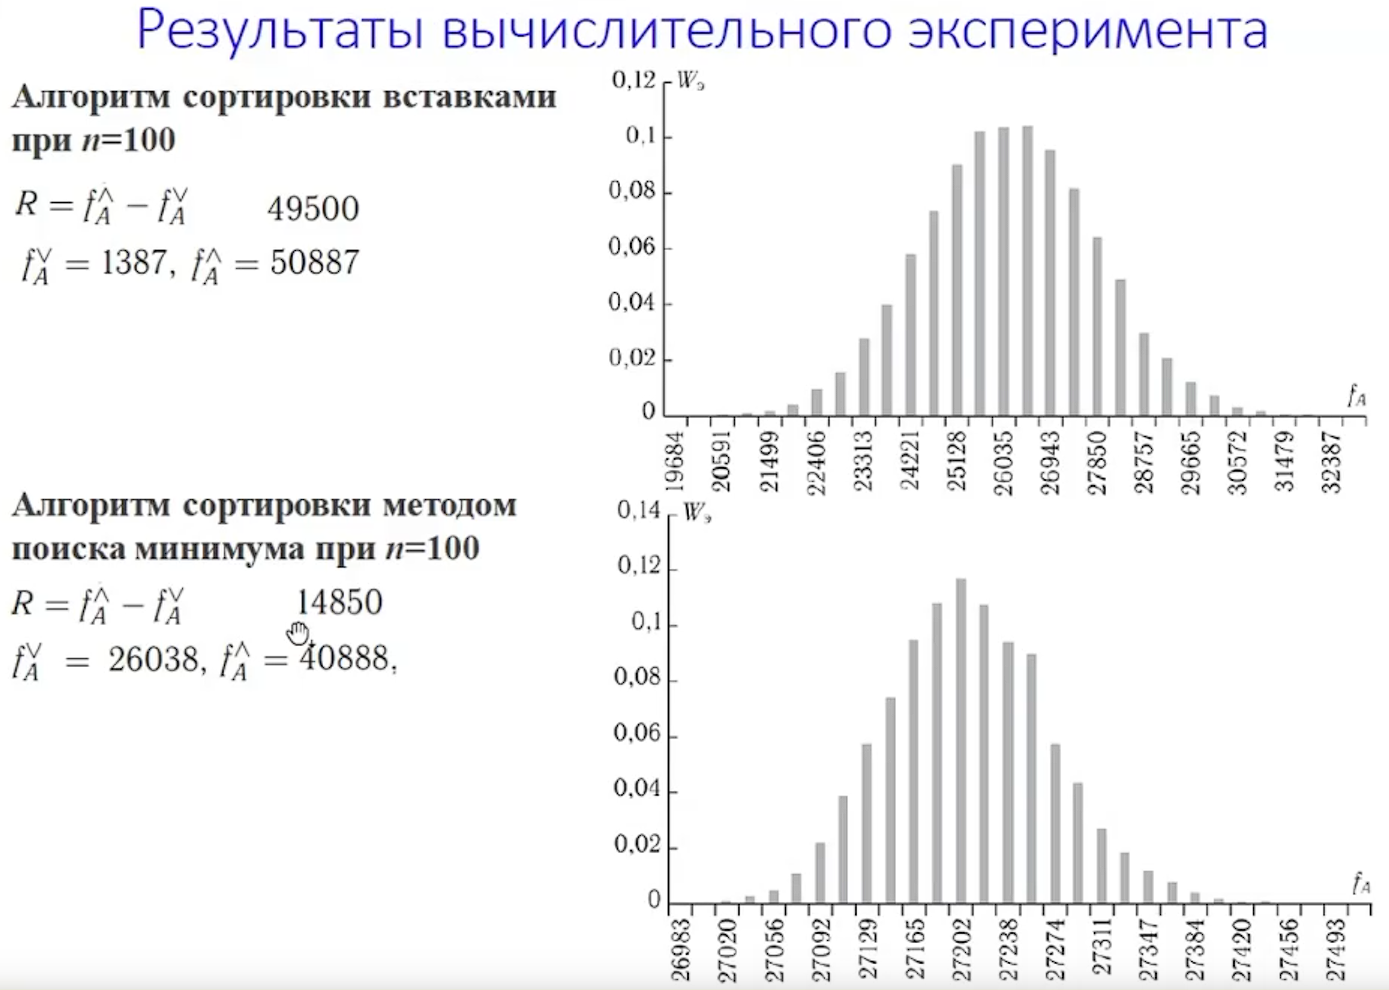 Результаты вычислительного эксперимента
Алгоритм сортировки вставками
при n=100
R = f_A^∧ − f_A^∨ 49500
f_A^∨ = 1387, f_A^∧ = 50887
0,12 Wэ
0,1
0,08
0,06
0,04
0,02
0
f_A
19684 20591 21499 22406 23313 24221 25128 26035 26943 27850 28757 29665 30572 31479 32387
Алгоритм сортировки методом
поиска минимума при n=100
R = f_A^∧ − f_A^∨ 14850
f_A^∨ = 26038, f_A^∧ = 40888,
0,14 Wэ
0,12
0,1
0,08
0,06
0,04
0,02
0
f_A
26983 27020 27056 27092 27129 27165 27202 27238 27274 27311 27347 27384 27420 27456 27493